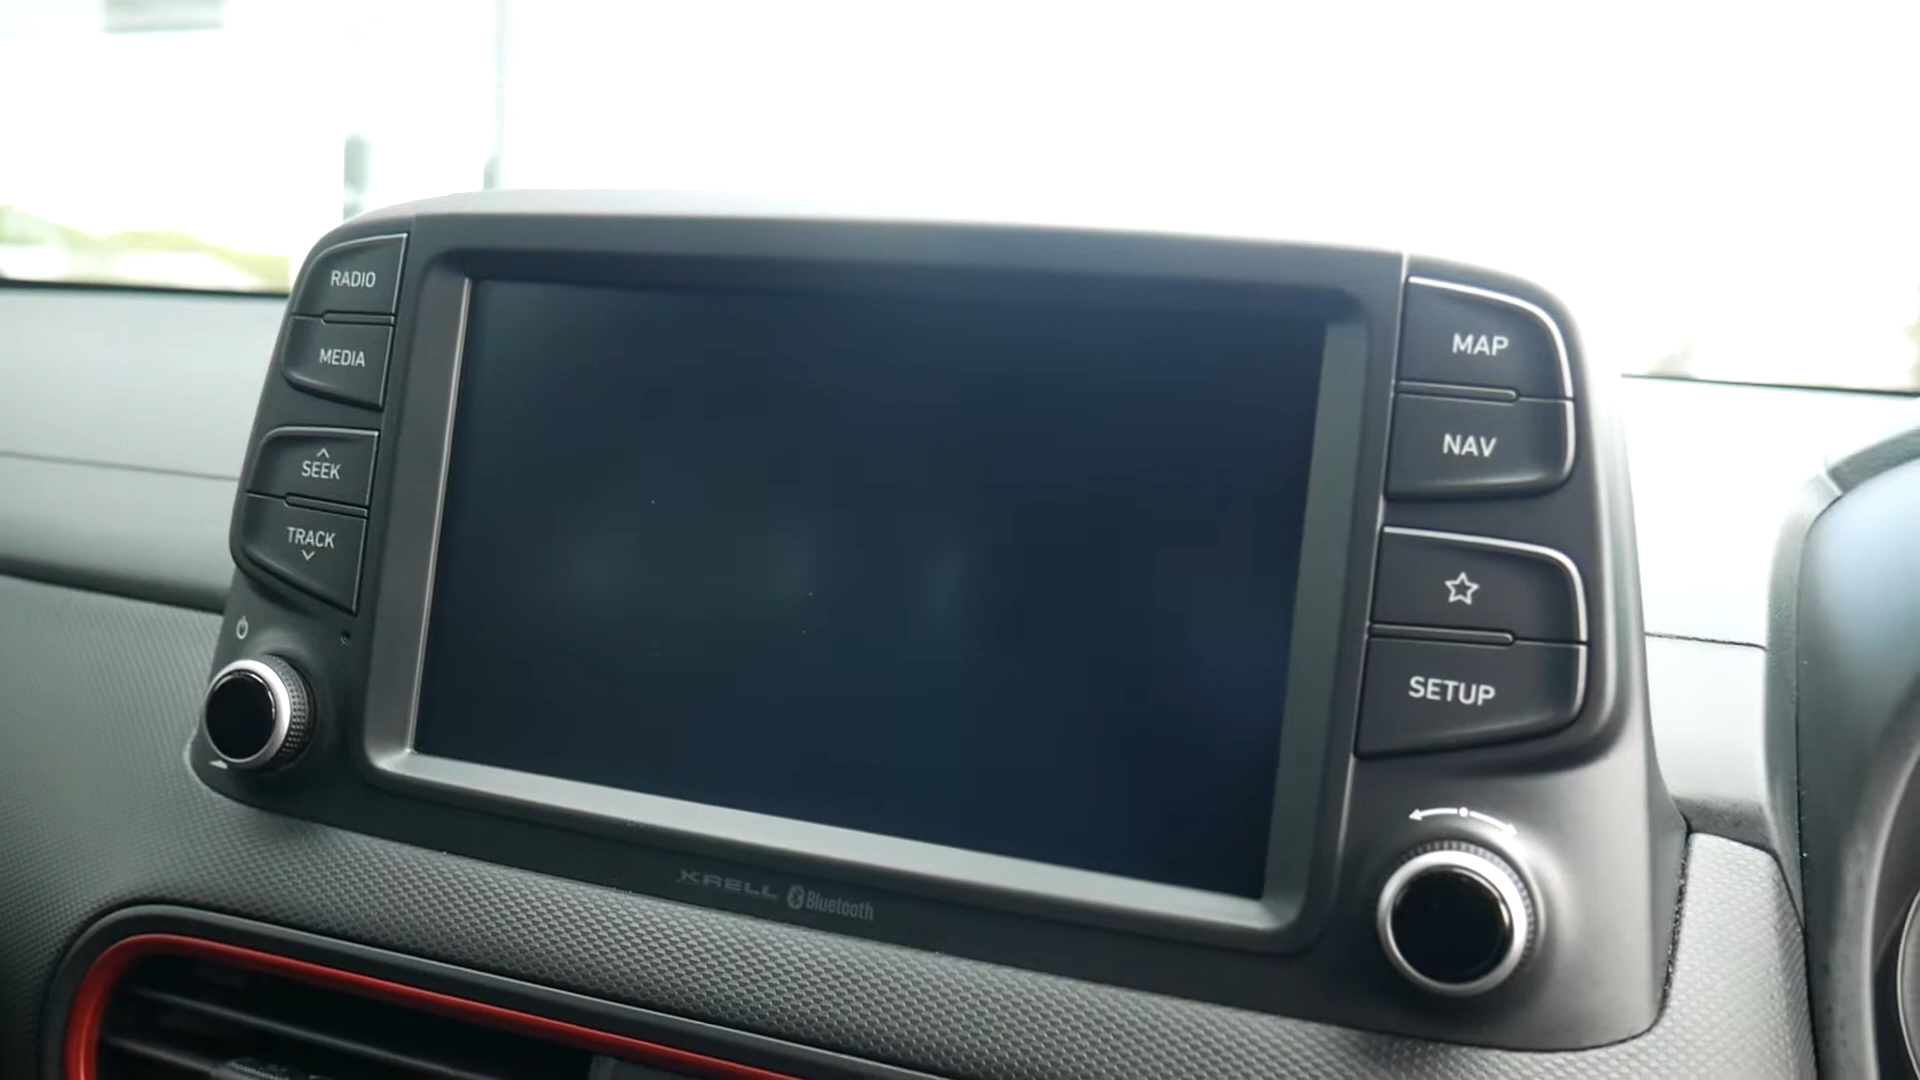 RADIO
MEDIA
SEEK
TRACK
MAP
NAV
SETUP
KRELL Bluetooth